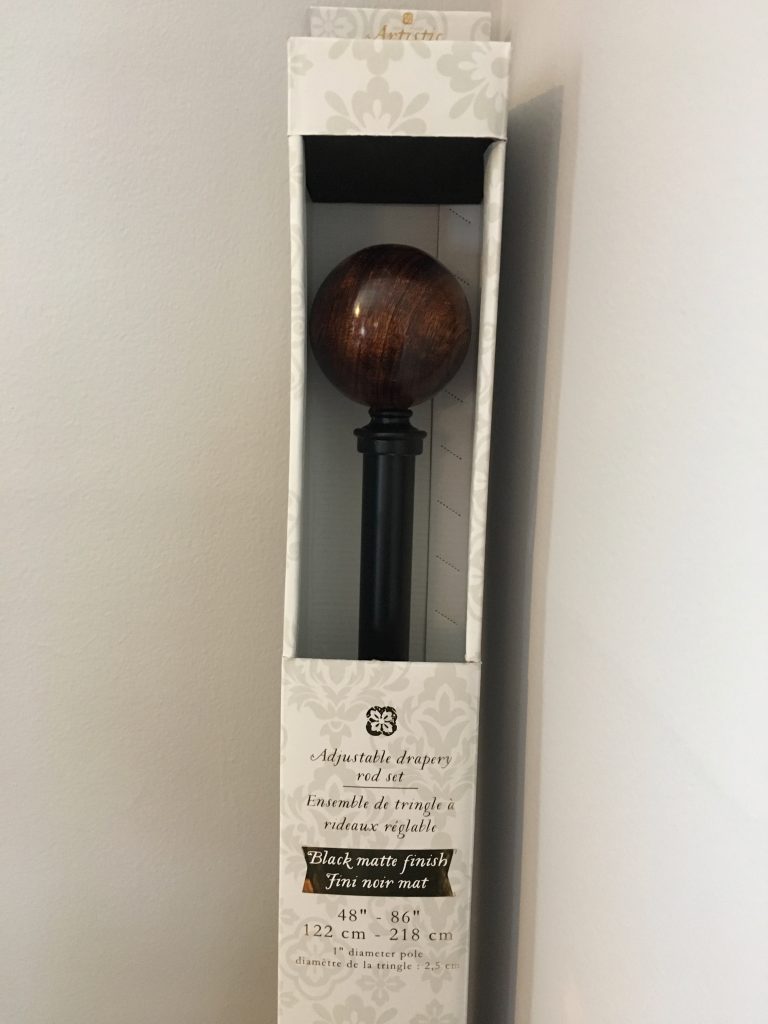 Artistic
Adjustable drapery
rod set
Ensemble de tringle à
rideaux réglable
Black matte finish
Fini noir mat
48" - 86"
122 cm - 218 cm
1" diameter pole
diamètre de la tringle : 2,5 cm